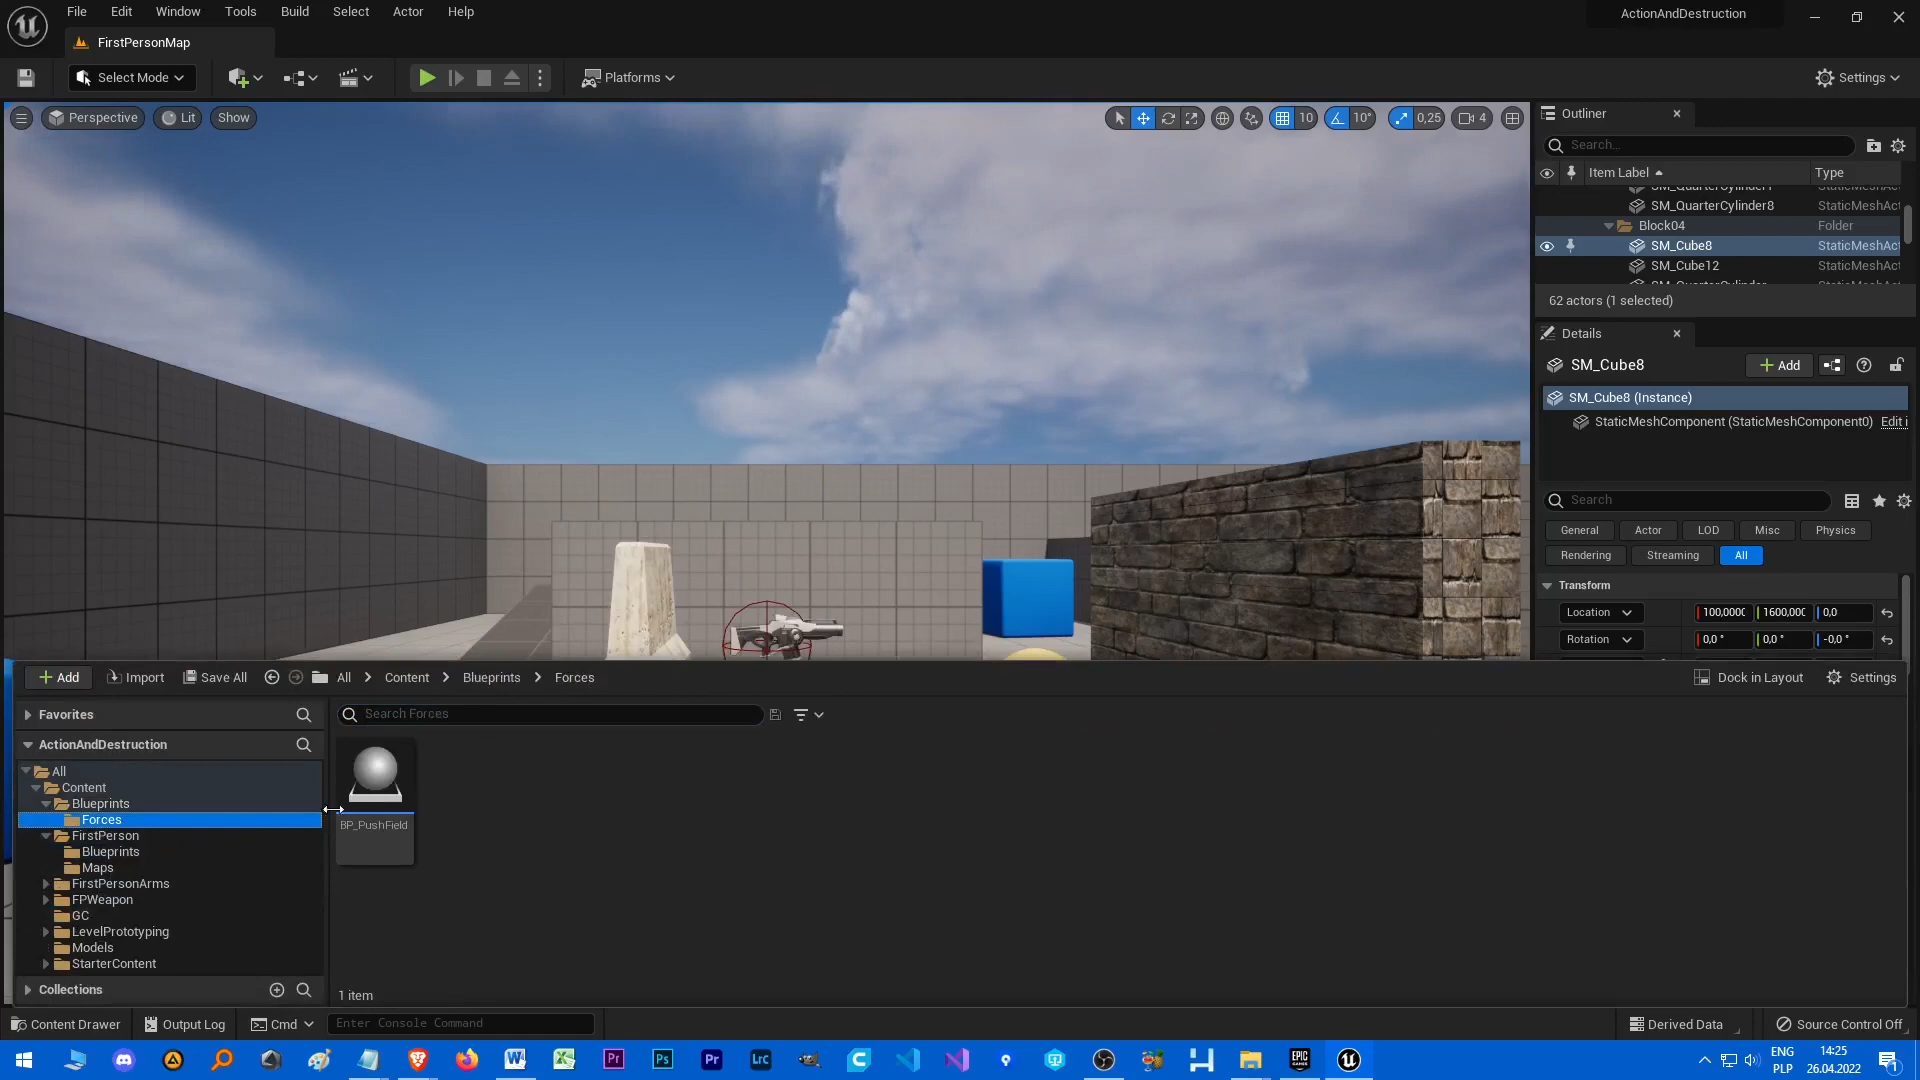 File Edit Window Tools Build Select Actor Help
ActionAndDestruction
FirstPersonMap
Select Mode
Platforms
Settings
Perspective Lit Show
10 10° 0,25 4
Outliner
Search...
Item Label Type
SM_QuarterCylinder8 StaticMeshAct
Block04 Folder
SM_Cube8 StaticMeshAct
SM_Cube12 StaticMeshAct
62 actors (1 selected)
Details
SM_Cube8
Add
SM_Cube8 (Instance)
StaticMeshComponent (StaticMeshComponent0) Edit i
Search
General Actor LOD Misc Physics
Rendering Streaming All
Transform
Location 100,000 1600,00 0,0
Rotation 0,0 ° 0,0 ° -0,0 °
Add Import Save All All > Content > Blueprints > Forces
Dock in Layout Settings
Favorites
Search Forces
ActionAndDestruction
All
Content
Blueprints
Forces
FirstPerson
Blueprints
Maps
FirstPersonArms
FPWeapon
GC
LevelPrototyping
Models
StarterContent
Collections
BP_PushField
1 item
Content Drawer Output Log Cmd Enter Console Command
Derived Data Source Control Off
ENG
PLP
14:25
26.04.2022